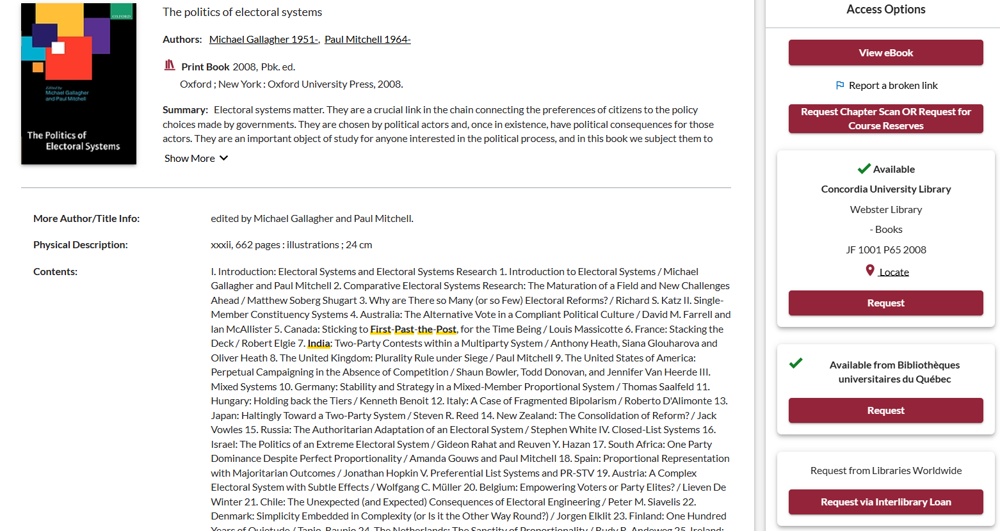 OXFORD
Edited by
Michael Gallagher
and Paul Mitchell
The Politics of
Electoral Systems
The politics of electoral systems
Authors: Michael Gallagher 1951-, Paul Mitchell 1964-
Print Book 2008, Pbk. ed.
Oxford ; New York : Oxford University Press, 2008.
Summary: Electoral systems matter. They are a crucial link in the chain connecting the preferences of citizens to the policy
choices made by governments. They are chosen by political actors and, once in existence, have political consequences for those
actors. They are an important object of study for anyone interested in the political process, and in this book we subject them to
Show More
More Author/Title Info: edited by Michael Gallagher and Paul Mitchell.
Physical Description: xxxii, 662 pages : illustrations ; 24 cm
Contents: I. Introduction: Electoral Systems and Electoral Systems Research 1. Introduction to Electoral Systems / Michael
Gallagher and Paul Mitchell 2. Comparative Electoral Systems Research: The Maturation of a Field and New Challenges
Ahead / Matthew Soberg Shugart 3. Why are There so Many (or so Few) Electoral Reforms? / Richard S. Katz II. Single-
Member Constituency Systems 4. Australia: The Alternative Vote in a Compliant Political Culture / David M. Farrell and
Ian McAllister 5. Canada: Sticking to First-Past-the-Post, for the Time Being / Louis Massicotte 6. France: Stacking the
Deck / Robert Elgie 7. India: Two-Party Contests within a Multiparty System / Anthony Heath, Siana Glouharova and
Oliver Heath 8. The United Kingdom: Plurality Rule under Siege / Paul Mitchell 9. The United States of America:
Perpetual Campaigning in the Absence of Competition / Shaun Bowler, Todd Donovan, and Jennifer Van Heerde III.
Mixed Systems 10. Germany: Stability and Strategy in a Mixed-Member Proportional System / Thomas Saalfeld 11.
Hungary: Holding back the Tiers / Kenneth Benoit 12. Italy: A Case of Fragmented Bipolarism / Roberto D'Alimonte 13.
Japan: Haltingly Toward a Two-Party System / Steven R. Reed 14. New Zealand: The Consolidation of Reform? / Jack
Vowles 15. Russia: The Authoritarian Adaptation of an Electoral System / Stephen White IV. Closed-List Systems 16.
Israel: The Politics of an Extreme Electoral System / Gideon Rahat and Reuven Y. Hazan 17. South Africa: One Party
Dominance Despite Perfect Proportionality / Amanda Gouws and Paul Mitchell 18. Spain: Proportional Representation
with Majoritarian Outcomes / Jonathan Hopkin V. Preferential List Systems and PR-STV 19. Austria: A Complex
Electoral System with Subtle Effects / Wolfgang C. Müller 20. Belgium: Empowering Voters or Party Elites? / Lieven De
Winter 21. Chile: The Unexpected (and Expected) Consequences of Electoral Engineering / Peter M. Siavelis 22.
Denmark: Simplicity Embedded in Complexity (or Is it the Other Way Round?) / Jorgen Elklit 23. Finland: One Hundred
Years of Quietude / Tapio, Raunio 24. The Netherlands: The Sanctity of Proportionality / Rudy B. Andeweg 25. Ireland:
Access Options
View eBook
Report a broken link
Request Chapter Scan OR Request for
Course Reserves
Available
Concordia University Library
Webster Library
- Books
JF 1001 P65 2008
Locate
Request
Available from Bibliothèques
universitaires du Québec
Request
Request from Libraries Worldwide
Request via Interlibrary Loan